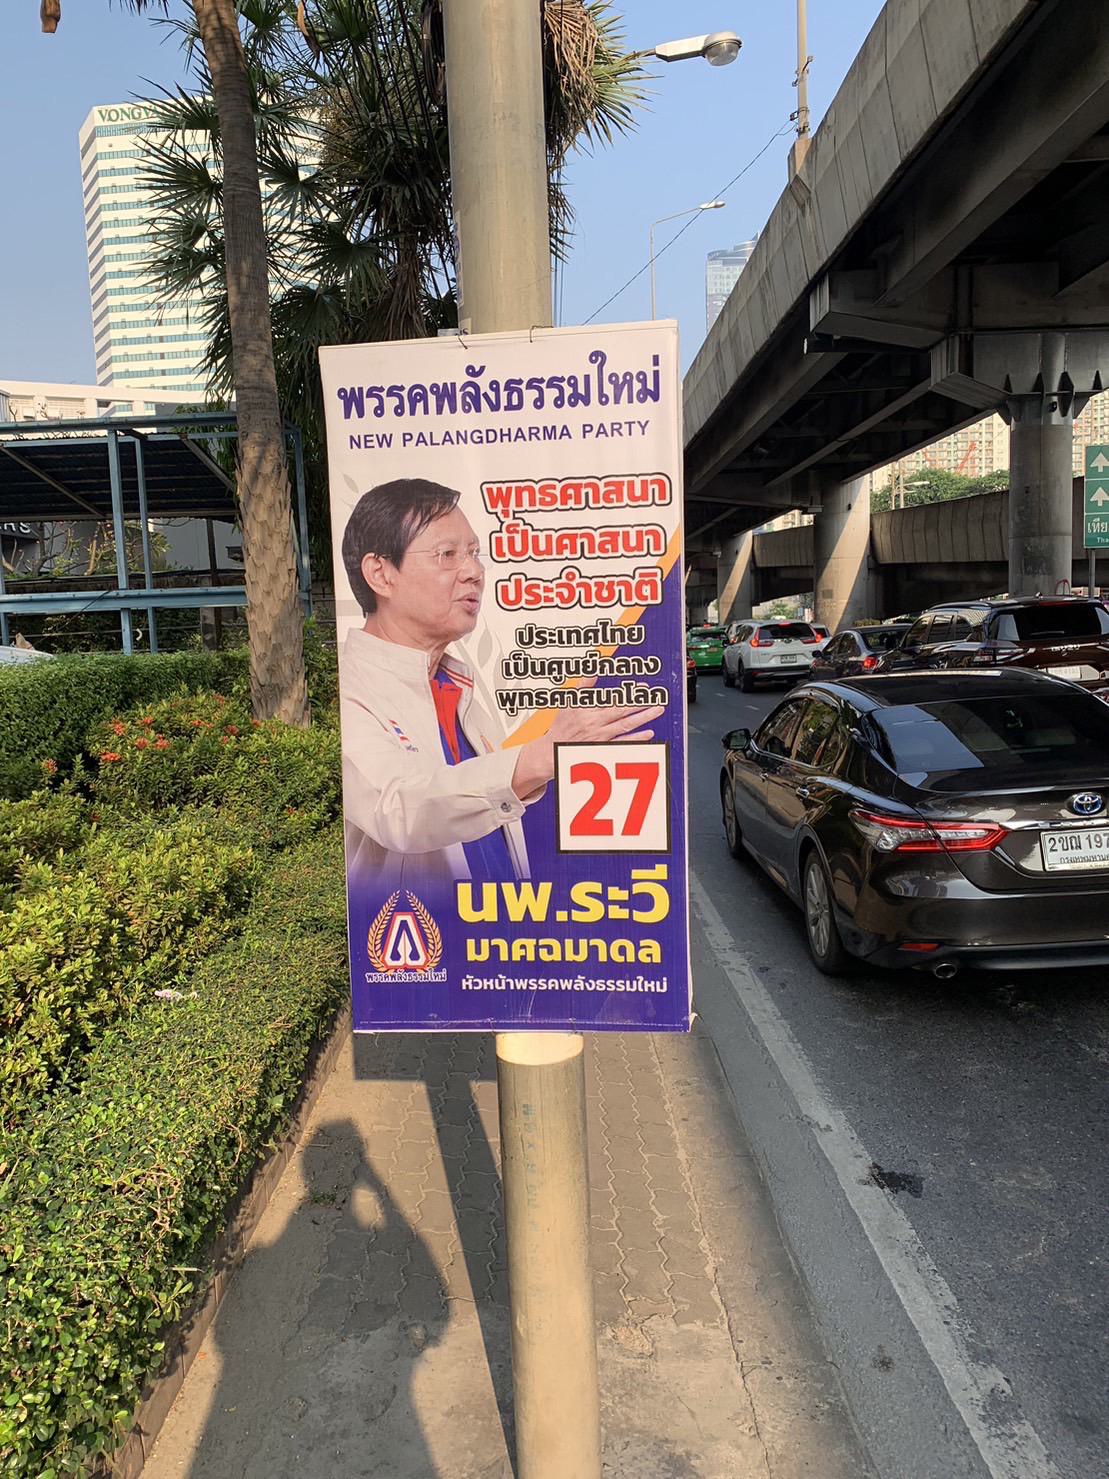 VONGV
พรรคพลังธรรมใหม่
NEW PALANGDHARMA PARTY
พุทธศาสนา
เป็นศาสนา
ประจำชาติ
ประเทศไทย
เป็นศูนย์กลาง
พุทธศาสนาโลก
27
นพ.ระวี
มาศฉมาดล
หัวหน้าพรรคพลังธรรมใหม่
พรรคพลังธรรมใหม่
2ขฌ 197